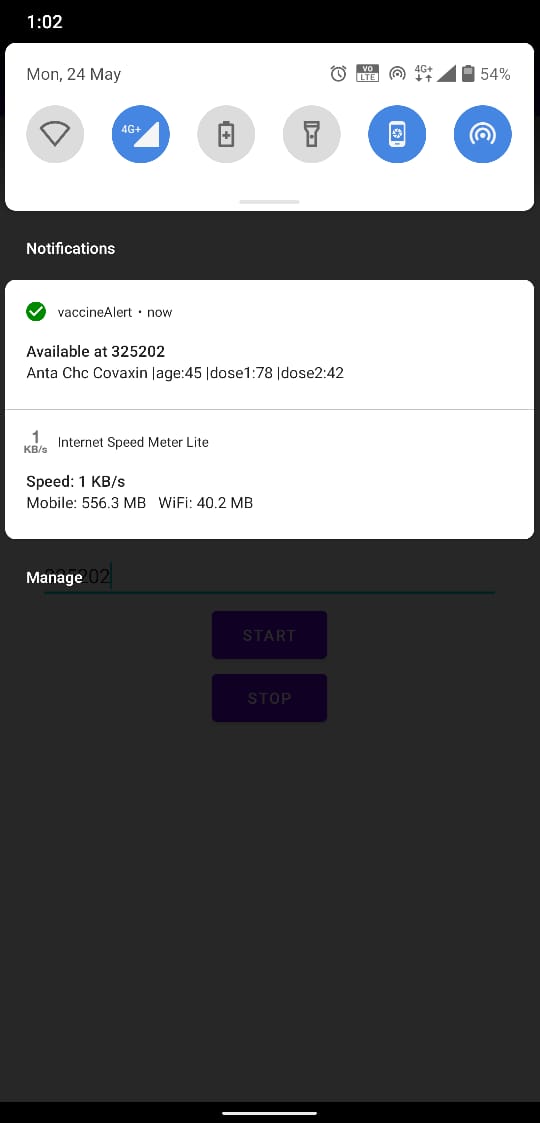 1:02
Mon, 24 May
VO LTE 4G+ 54%
4G+
Notifications
vaccineAlert • now
Available at 325202
Anta Chc Covaxin |age:45 |dose1:78 |dose2:42
1 KB/s Internet Speed Meter Lite
Speed: 1 KB/s
Mobile: 556.3 MB WiFi: 40.2 MB
Manage
325202
START
STOP